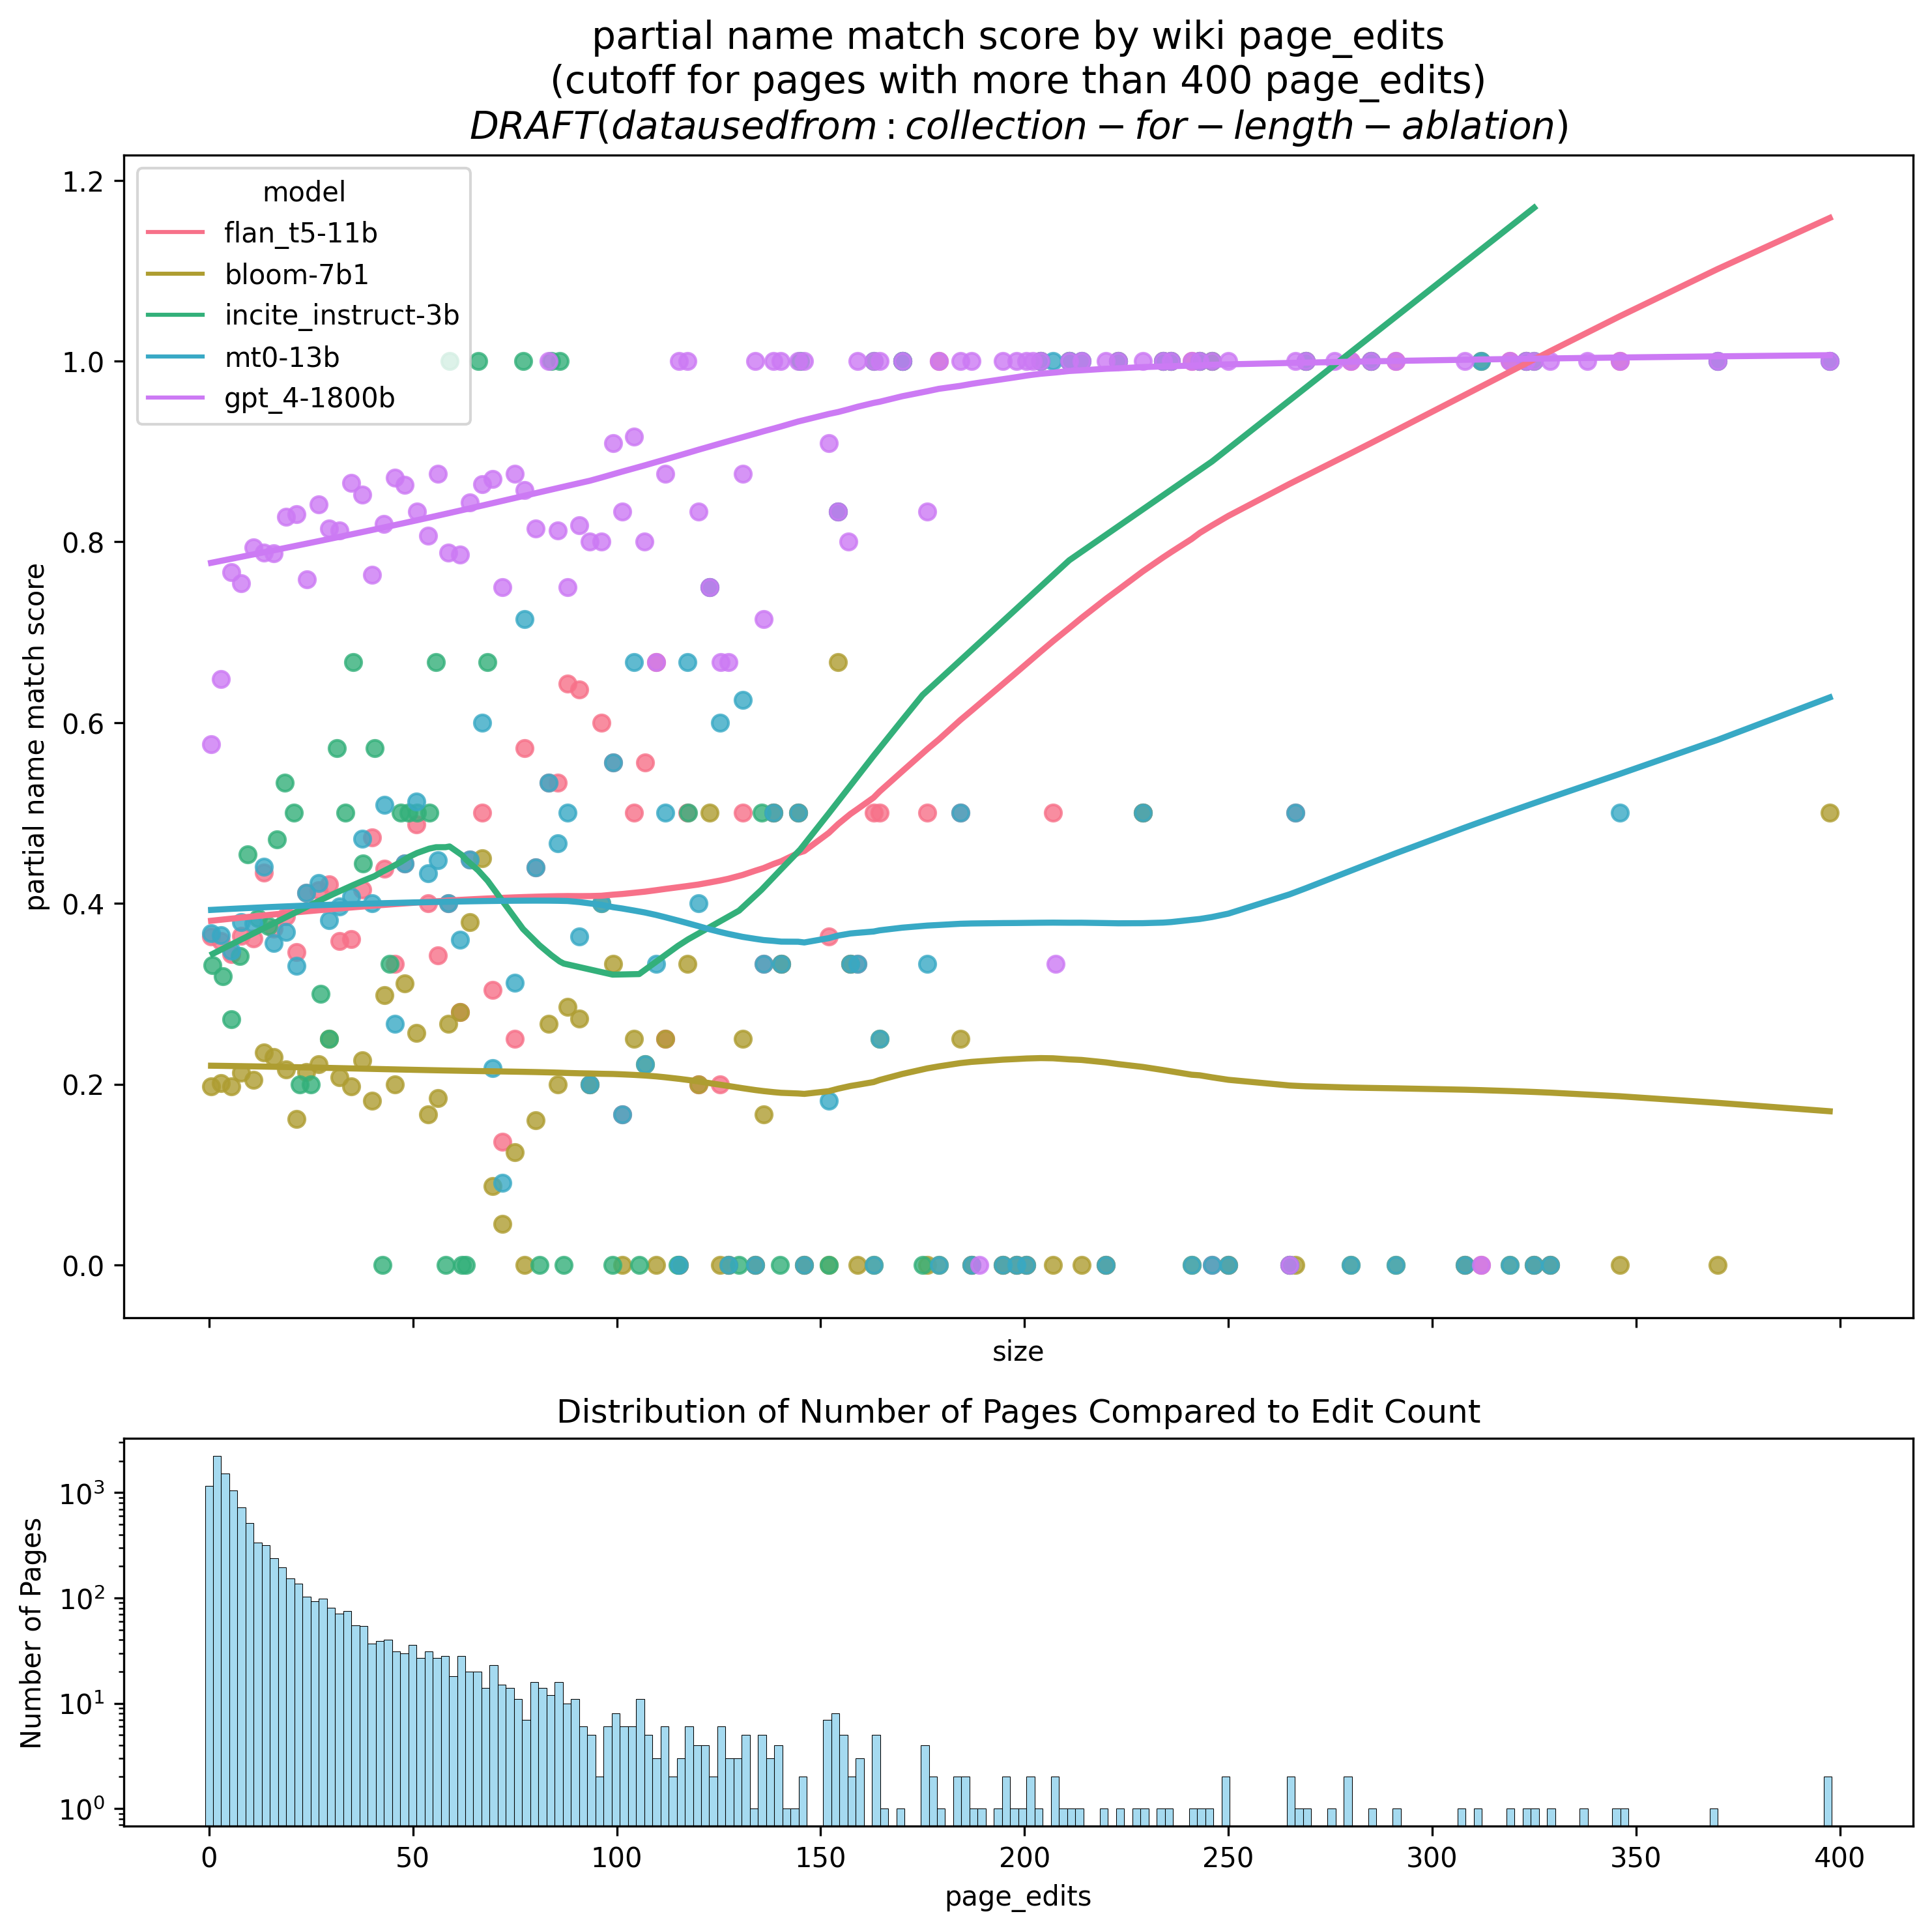 partial name match score by wiki page_edits
(cutoff for pages with more than 400 page_edits)
DRAFT(datausedfrom:collection−for−length−ablation)
model
flan_t5-11b
bloom-7b1
incite_instruct-3b
mt0-13b
gpt_4-1800b
partial name match score
1.2
1.0
0.8
0.6
0.4
0.2
0.0
size
Distribution of Number of Pages Compared to Edit Count
Number of Pages
10³
10²
10¹
10⁰
0 50 100 150 200 250 300 350 400
page_edits